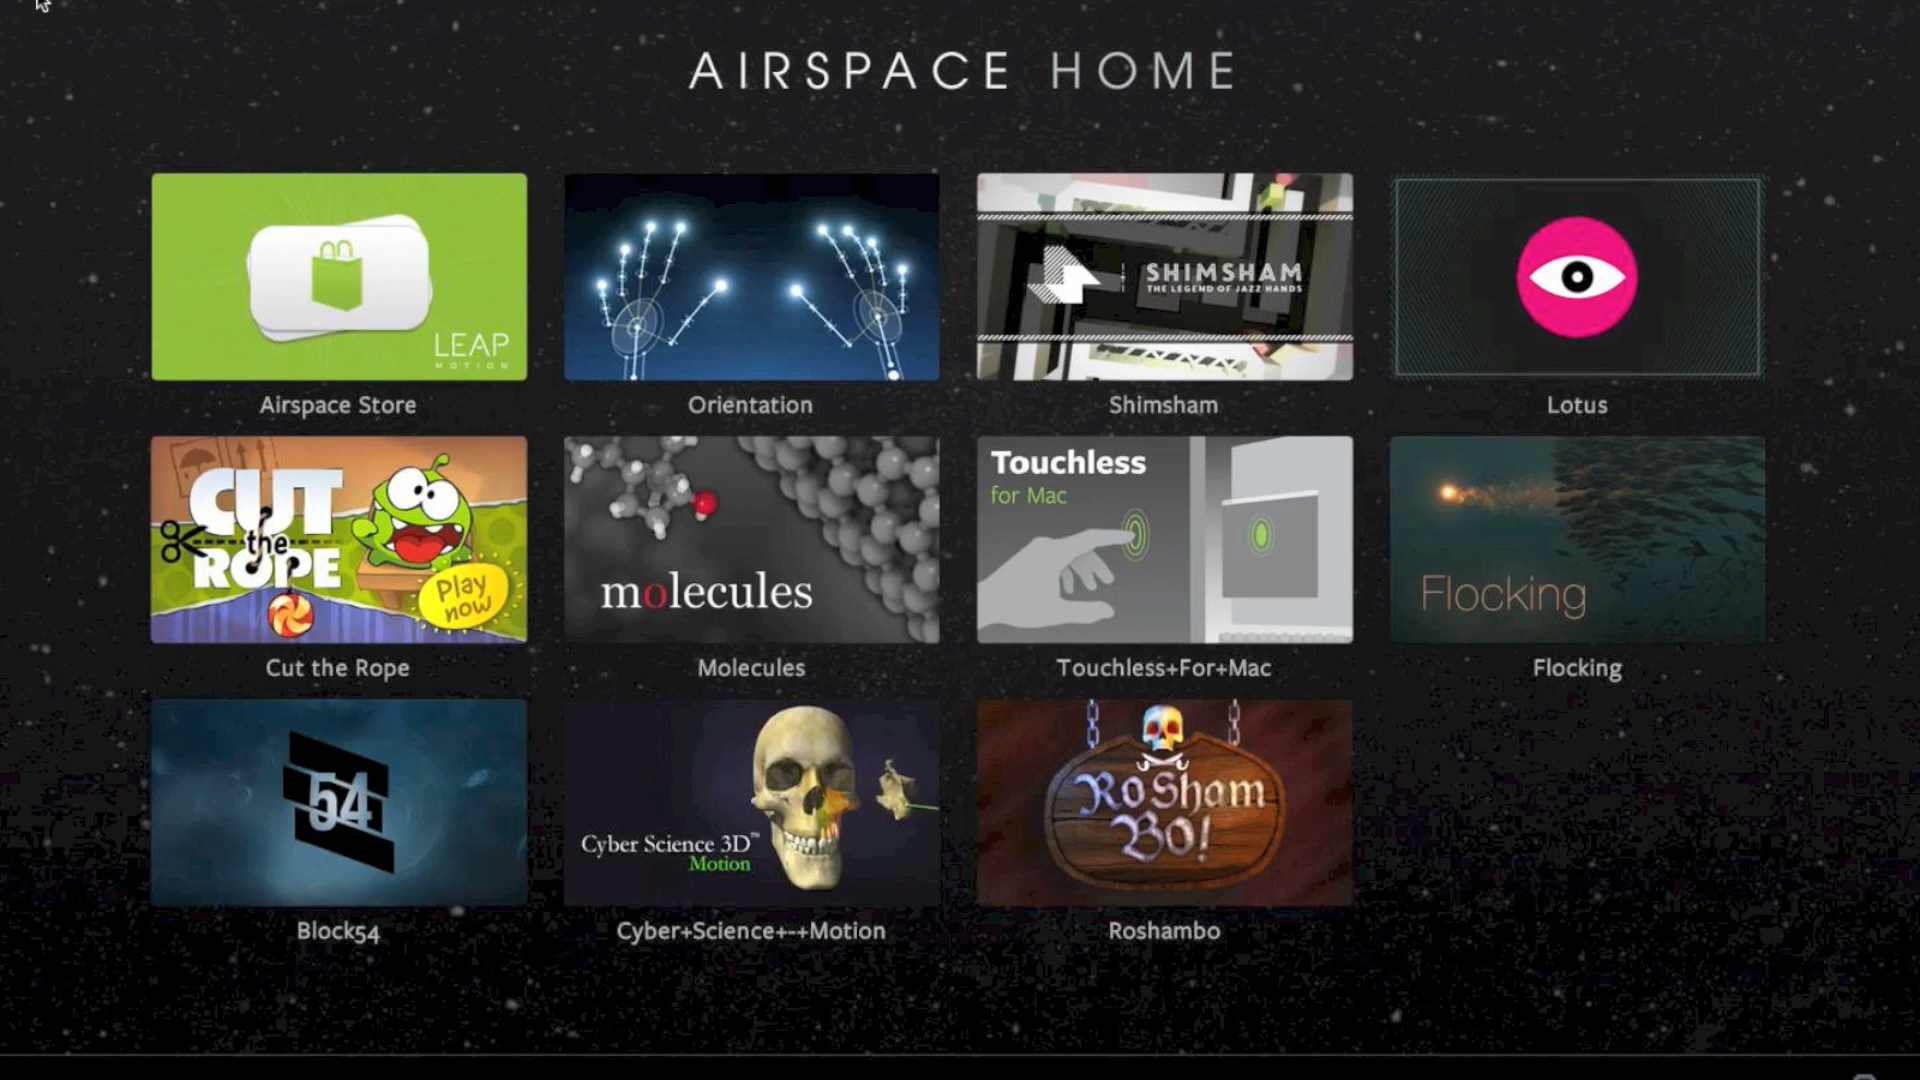 AIRSPACE HOME
LEAP
MOTION
SHIMSHAM
THE LEGEND OF JAZZ HANDS
Airspace Store
Orientation
Shimsham
Lotus
CUT
the
ROPE
Play
now
molecules
Touchless
for Mac
Flocking
Cut the Rope
Molecules
Touchless+For+Mac
Flocking
54
Cyber Science 3D™
Motion
RoSham
Bo!
Block54
Cyber+Science+-+Motion
Roshambo